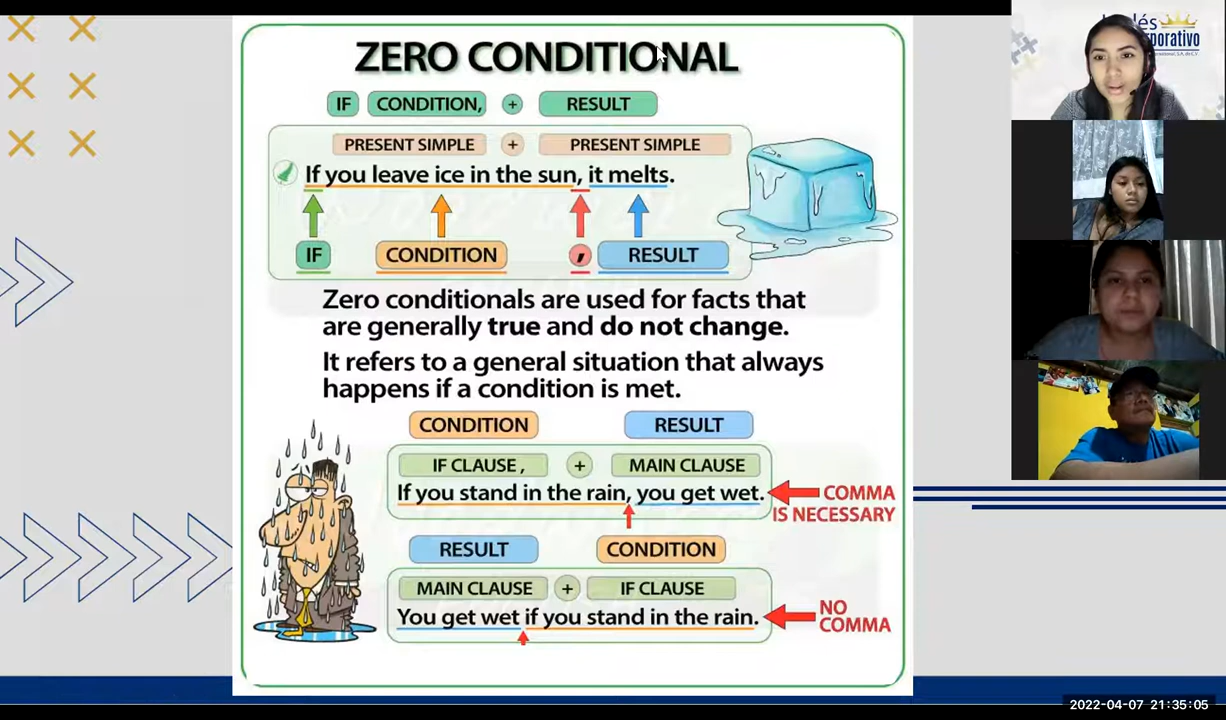 ZERO CONDITIONAL
IF CONDITION, + RESULT
PRESENT SIMPLE + PRESENT SIMPLE
If you leave ice in the sun, it melts.
IF CONDITION , RESULT
Zero conditionals are used for facts that
are generally true and do not change.
It refers to a general situation that always
happens if a condition is met.
CONDITION RESULT
IF CLAUSE , + MAIN CLAUSE
If you stand in the rain, you get wet.
COMMA
IS NECESSARY
RESULT CONDITION
MAIN CLAUSE + IF CLAUSE
You get wet if you stand in the rain.
NO
COMMA
2022-04-07 21:35:05